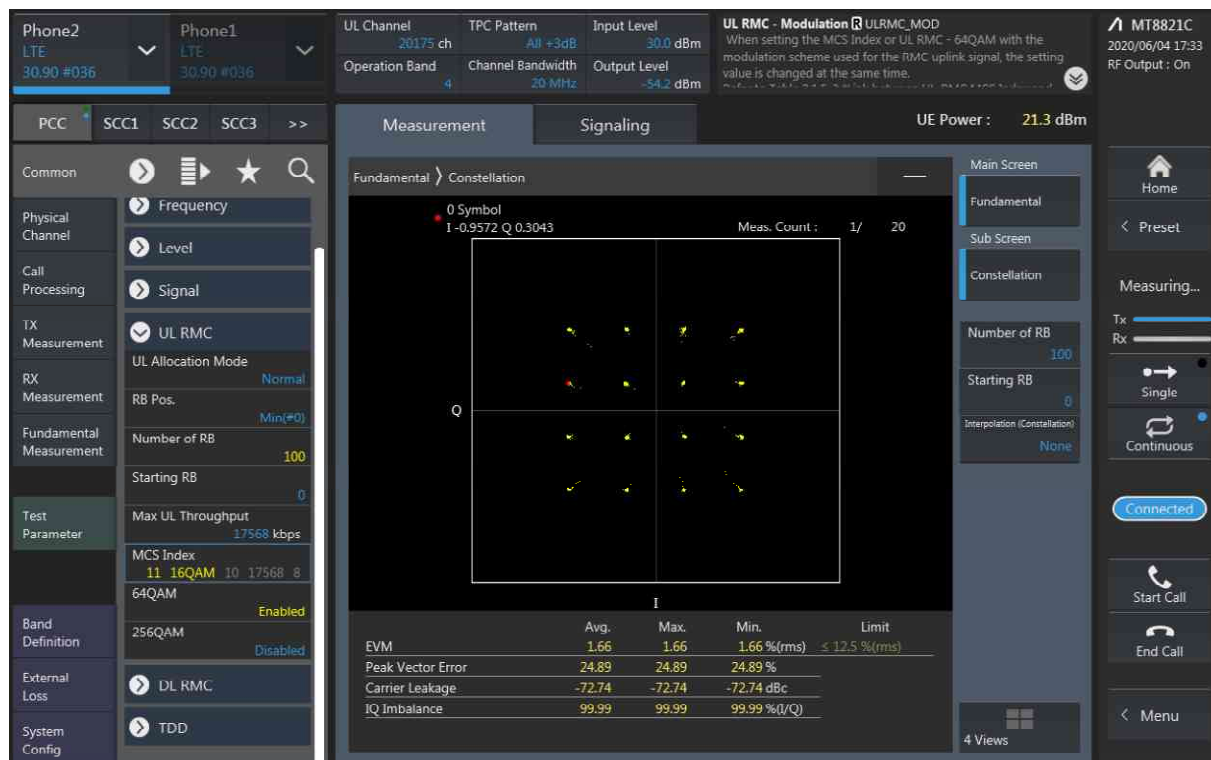 Phone2
LTE
30.90 #036
Phone1
LTE
30.90 #036
UL Channel
20175 ch
TPC Pattern
All +3dB
Input Level
30.0 dBm
Operation Band
4
Channel Bandwidth
20 MHz
Output Level
-54.2 dBm
UL RMC - Modulation R ULRMC_MOD
When setting the MCS Index or UL RMC - 64QAM with the
modulation scheme used for the RMC uplink signal, the setting
value is changed at the same time.
MT8821C
2020/06/04 17:33
RF Output : On
PCC SCC1 SCC2 SCC3 >>
Measurement
Signaling
UE Power : 21.3 dBm
Common
Physical
Channel
Call
Processing
TX
Measurement
RX
Measurement
Fundamental
Measurement
Test
Parameter
Band
Definition
External
Loss
System
Config
Frequency
Level
Signal
UL RMC
UL Allocation Mode
Normal
RB Pos.
Min(#0)
Number of RB
100
Starting RB
0
Max UL Throughput
17568 kbps
MCS Index
11 16QAM 10 17568 8
64QAM
Enabled
256QAM
Disabled
DL RMC
TDD
Fundamental 〉 Constellation
0 Symbol
I -0.9572 Q 0.3043
Meas. Count : 1/ 20
Q
I
Avg. Max. Min. Limit
EVM 1.66 1.66 1.66 %(rms) ≤ 12.5 %(rms)
Peak Vector Error 24.89 24.89 24.89 %
Carrier Leakage -72.74 -72.74 -72.74 dBc
IQ Imbalance 99.99 99.99 99.99 %(I/Q)
Main Screen
Fundamental
Sub Screen
Constellation
Number of RB
100
Starting RB
0
Interpolation (Constellation)
None
4 Views
Home
< Preset
Measuring...
Tx
Rx
Single
Continuous
Connected
Start Call
End Call
< Menu